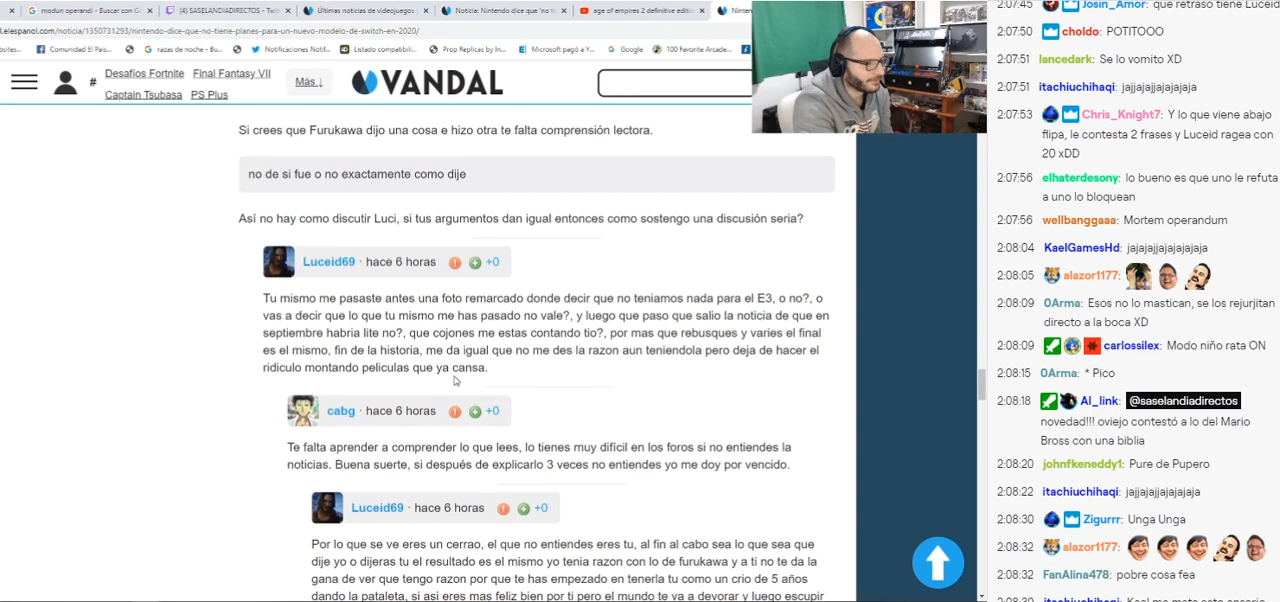 modun operandi - Buscar con G
(4) SASELANDIADIRECTOS - Twit
Últimas noticias de videojuegos
Noticia: Nintendo dice que 'no ti
age of empires 2 definitive editio
Ninten
l.elespanol.com/noticia/1350731293/nintendo-dice-que-no-tiene-planes-para-un-nuevo-modelo-de-switch-en-2020/
Comunidad El Pais...
razas de noche - Bu...
Twitter Notificaciones Notif...
Listado compatibili...
Prop Replicas by In...
Microsoft pagó a Y...
Google
100 Favorite Arcade...
# Desafíos Fortnite Final Fantasy VII
Captain Tsubasa PS Plus
Más ↓
VANDAL
Si crees que Furukawa dijo una cosa e hizo otra te falta comprensión lectora.
no de si fue o no exactamente como dije
Así no hay como discutir Luci, si tus argumentos dan igual entonces como sostengo una discusión seria?
Luceid69 · hace 6 horas +0
Tu mismo me pasaste antes una foto remarcado donde decir que no teniamos nada para el E3, o no?, o
vas a decir que lo que tu mismo me has pasado no vale?, y luego que paso que salio la noticia de que en
septiembre habria lite no?, que cojones me estas contando tio?, por mas que rebusques y varies el final
es el mismo, fin de la historia, me da igual que no me des la razon aun teniendola pero deja de hacer el
ridiculo montando peliculas que ya cansa.
cabg · hace 6 horas +0
Te falta aprender a comprender lo que lees, lo tienes muy difícil en los foros si no entiendes la
noticias. Buena suerte, si después de explicarlo 3 veces no entiendes yo me doy por vencido.
Luceid69 · hace 6 horas +0
Por lo que se ve eres un cerrao, el que no entiendes eres tu, al fin al cabo sea lo que sea que
dije yo o dijeras tu el resultado es el mismo yo tenia razon con lo de furukawa y a ti no te da la
gana de ver que tengo razon por que te has empezado en tenerla tu como un crio de 5 años
dando la pataleta, si asi eres mas feliz bien por ti pero el mundo te va a devorar y luego escupir
2:07:45 Josin_Amor: que retraso tiene Luceid
2:07:50 choldo: POTITOOO
2:07:51 lancedark: Se lo vomito XD
2:07:51 itachiuchihaqi: jajajjajajajajaja
2:07:53 Chris_Knight7: Y lo que viene abajo
flipa, le contesta 2 frases y Luceid ragea con
20 xDD
2:07:56 elhaterdesony: lo bueno es que uno le refuta
a uno lo bloquean
2:07:56 wellbanggaaa: Mortem operandum
2:08:04 KaelGamesHd: jajajajjajajajaja
2:08:05 alazor1177:
2:08:09 0Arma: Esos no lo mastican, se los rejurjitan
directo a la boca XD
2:08:09 carlossilex: Modo niño rata ON
2:08:15 0Arma: * Pico
2:08:18 Al_link: @saselandiadirectos
novedad!!! oviejo contestó a lo del Mario
Bross con una biblia
2:08:20 johnfkeneddy1: Pure de Pupero
2:08:22 itachiuchihaqi: jajjajajjajajajaja
2:08:30 Zigurrr: Unga Unga
2:08:32 alazor1177:
2:08:32 FanAlina478: pobre cosa fea